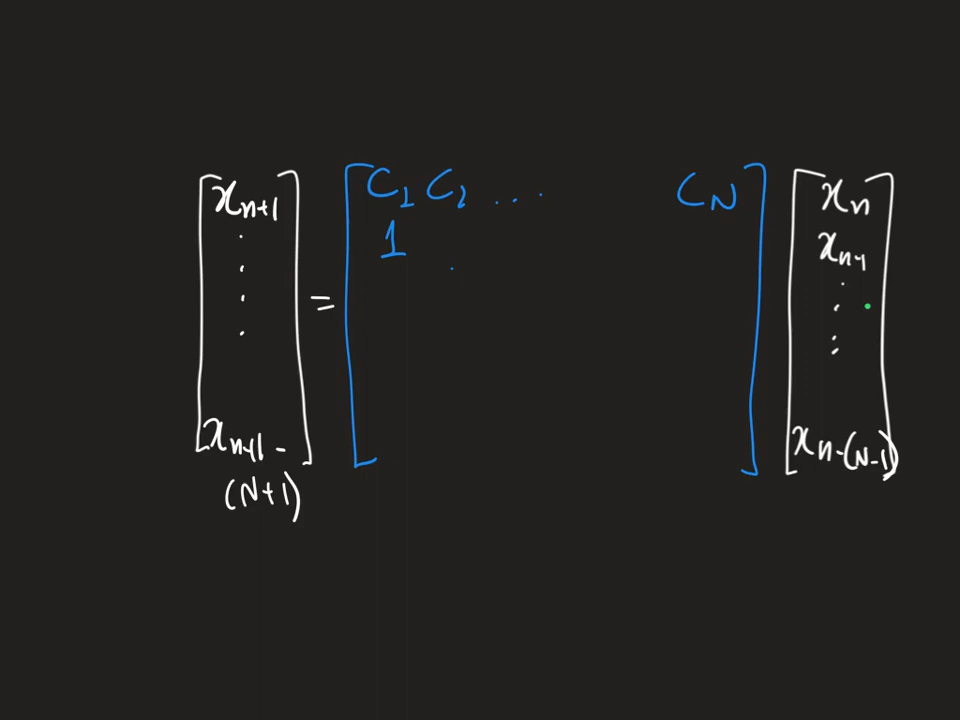 [x_{n+1} ⋮ x_{n+1-(N+1)}] = [C_1 C_2 ... C_N
1 .] [x_n x_{n-1} ⋮ x_{n-(N-1)}]